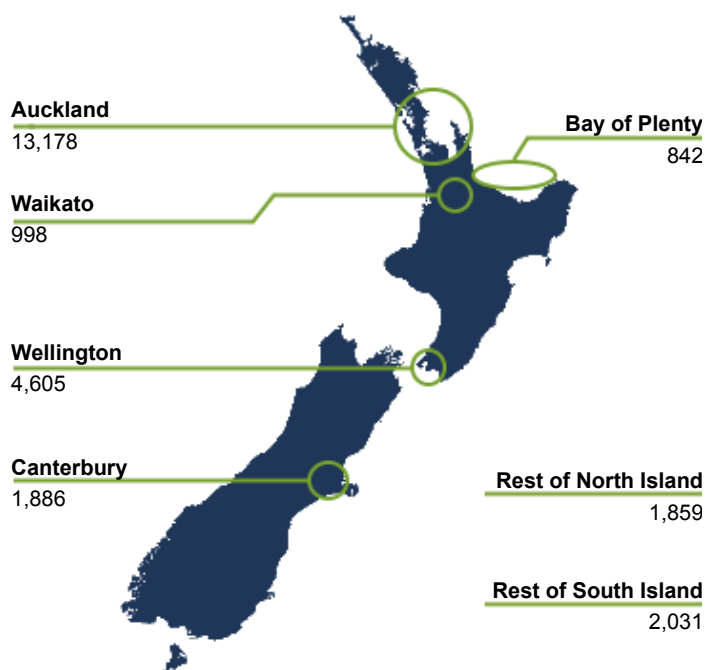 Auckland
13,178
Bay of Plenty
842
Waikato
998
Wellington
4,605
Canterbury
1,886
Rest of North Island
1,859
Rest of South Island
2,031